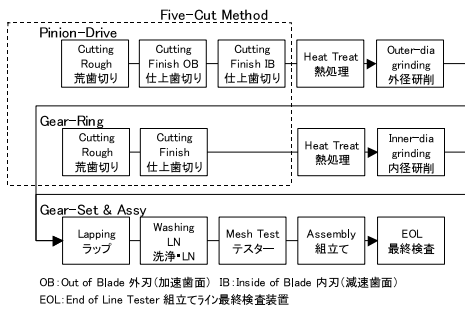 Five-Cut Method
Pinion-Drive
Cutting
Rough
荒歯切り
Cutting
Finish OB
仕上歯切り
Cutting
Finish IB
仕上歯切り
Heat Treat
熱処理
Outer-dia
grinding
外径研削
Gear-Ring
Cutting
Rough
荒歯切り
Cutting
Finish
仕上歯切り
Heat Treat
熱処理
Inner-dia
grinding
内径研削
Gear-Set & Assy
Lapping
ラップ
Washing
LN
洗浄・LN
Mesh Test
テスター
Assembly
組立て
EOL
最終検査
OB:Out of Blade 外刃(加速歯面) IB:Inside of Blade 内刃(減速歯面)
EOL:End of Line Tester 組立てライン最終検査装置